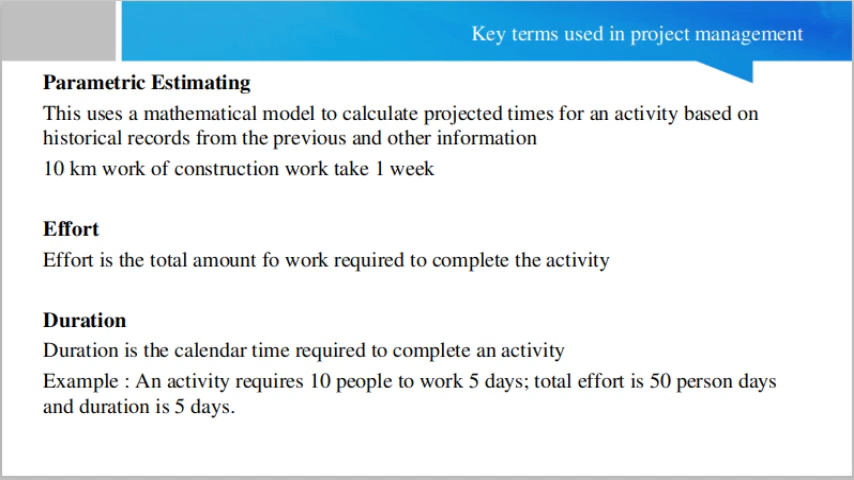 Key terms used in project management
Parametric Estimating
This uses a mathematical model to calculate projected times for an activity based on
historical records from the previous and other information
10 km work of construction work take 1 week
Effort
Effort is the total amount fo work required to complete the activity
Duration
Duration is the calendar time required to complete an activity
Example : An activity requires 10 people to work 5 days; total effort is 50 person days
and duration is 5 days.